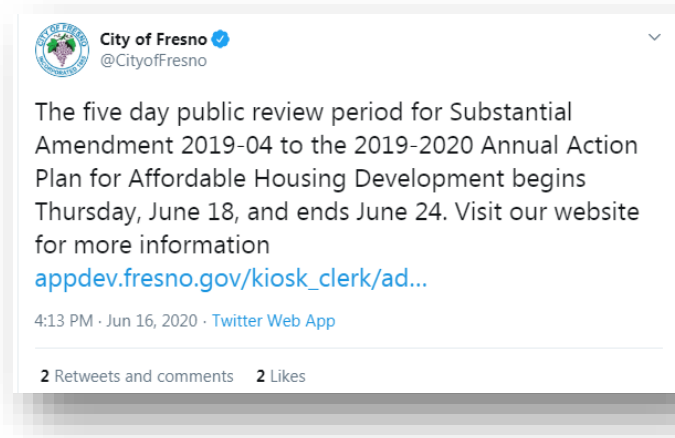 City of Fresno
@CityofFresno
The five day public review period for Substantial
Amendment 2019-04 to the 2019-2020 Annual Action
Plan for Affordable Housing Development begins
Thursday, June 18, and ends June 24. Visit our website
for more information
appdev.fresno.gov/kiosk_clerk/ad...
4:13 PM · Jun 16, 2020 · Twitter Web App
2 Retweets and comments 2 Likes